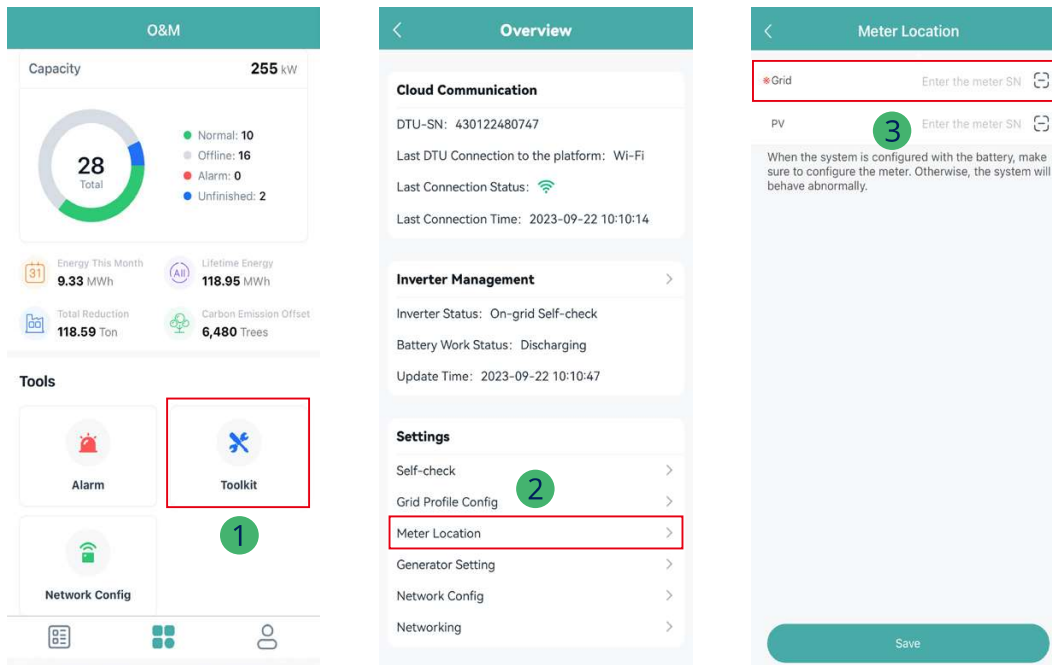 O&M
Capacity
255 kW
28
Total
Normal: 10
Offline: 16
Alarm: 0
Unfinished: 2
31
Energy This Month
9.33 MWh
All
Lifetime Energy
118.95 MWh
Total Reduction
118.59 Ton
Carbon Emission Offset
6,480 Trees
Tools
Alarm
Toolkit
1
Network Config
Overview
Cloud Communication
DTU-SN: 430122480747
Last DTU Connection to the platform: Wi-Fi
Last Connection Status:
Last Connection Time: 2023-09-22 10:10:14
Inverter Management
Inverter Status: On-grid Self-check
Battery Work Status: Discharging
Update Time: 2023-09-22 10:10:47
Settings
Self-check
2
Grid Profile Config
Meter Location
Generator Setting
Network Config
Networking
Meter Location
*Grid Enter the meter SN
PV Enter the meter SN
3
When the system is configured with the battery, make
sure to configure the meter. Otherwise, the system will
behave abnormally.
Save